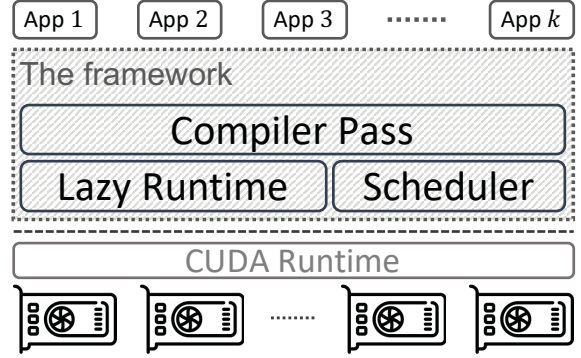 App 1 App 2 App 3 ······· App k
The framework
Compiler Pass
Lazy Runtime Scheduler
CUDA Runtime